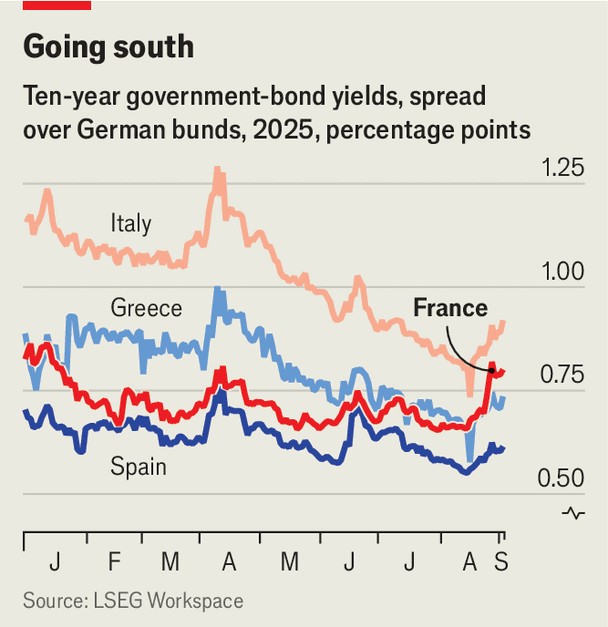 Going south
Ten-year government-bond yields, spread
over German bunds, 2025, percentage points
1.25
Italy
1.00
Greece
France
0.75
Spain
0.50
J F M A M J J A S
Source: LSEG Workspace